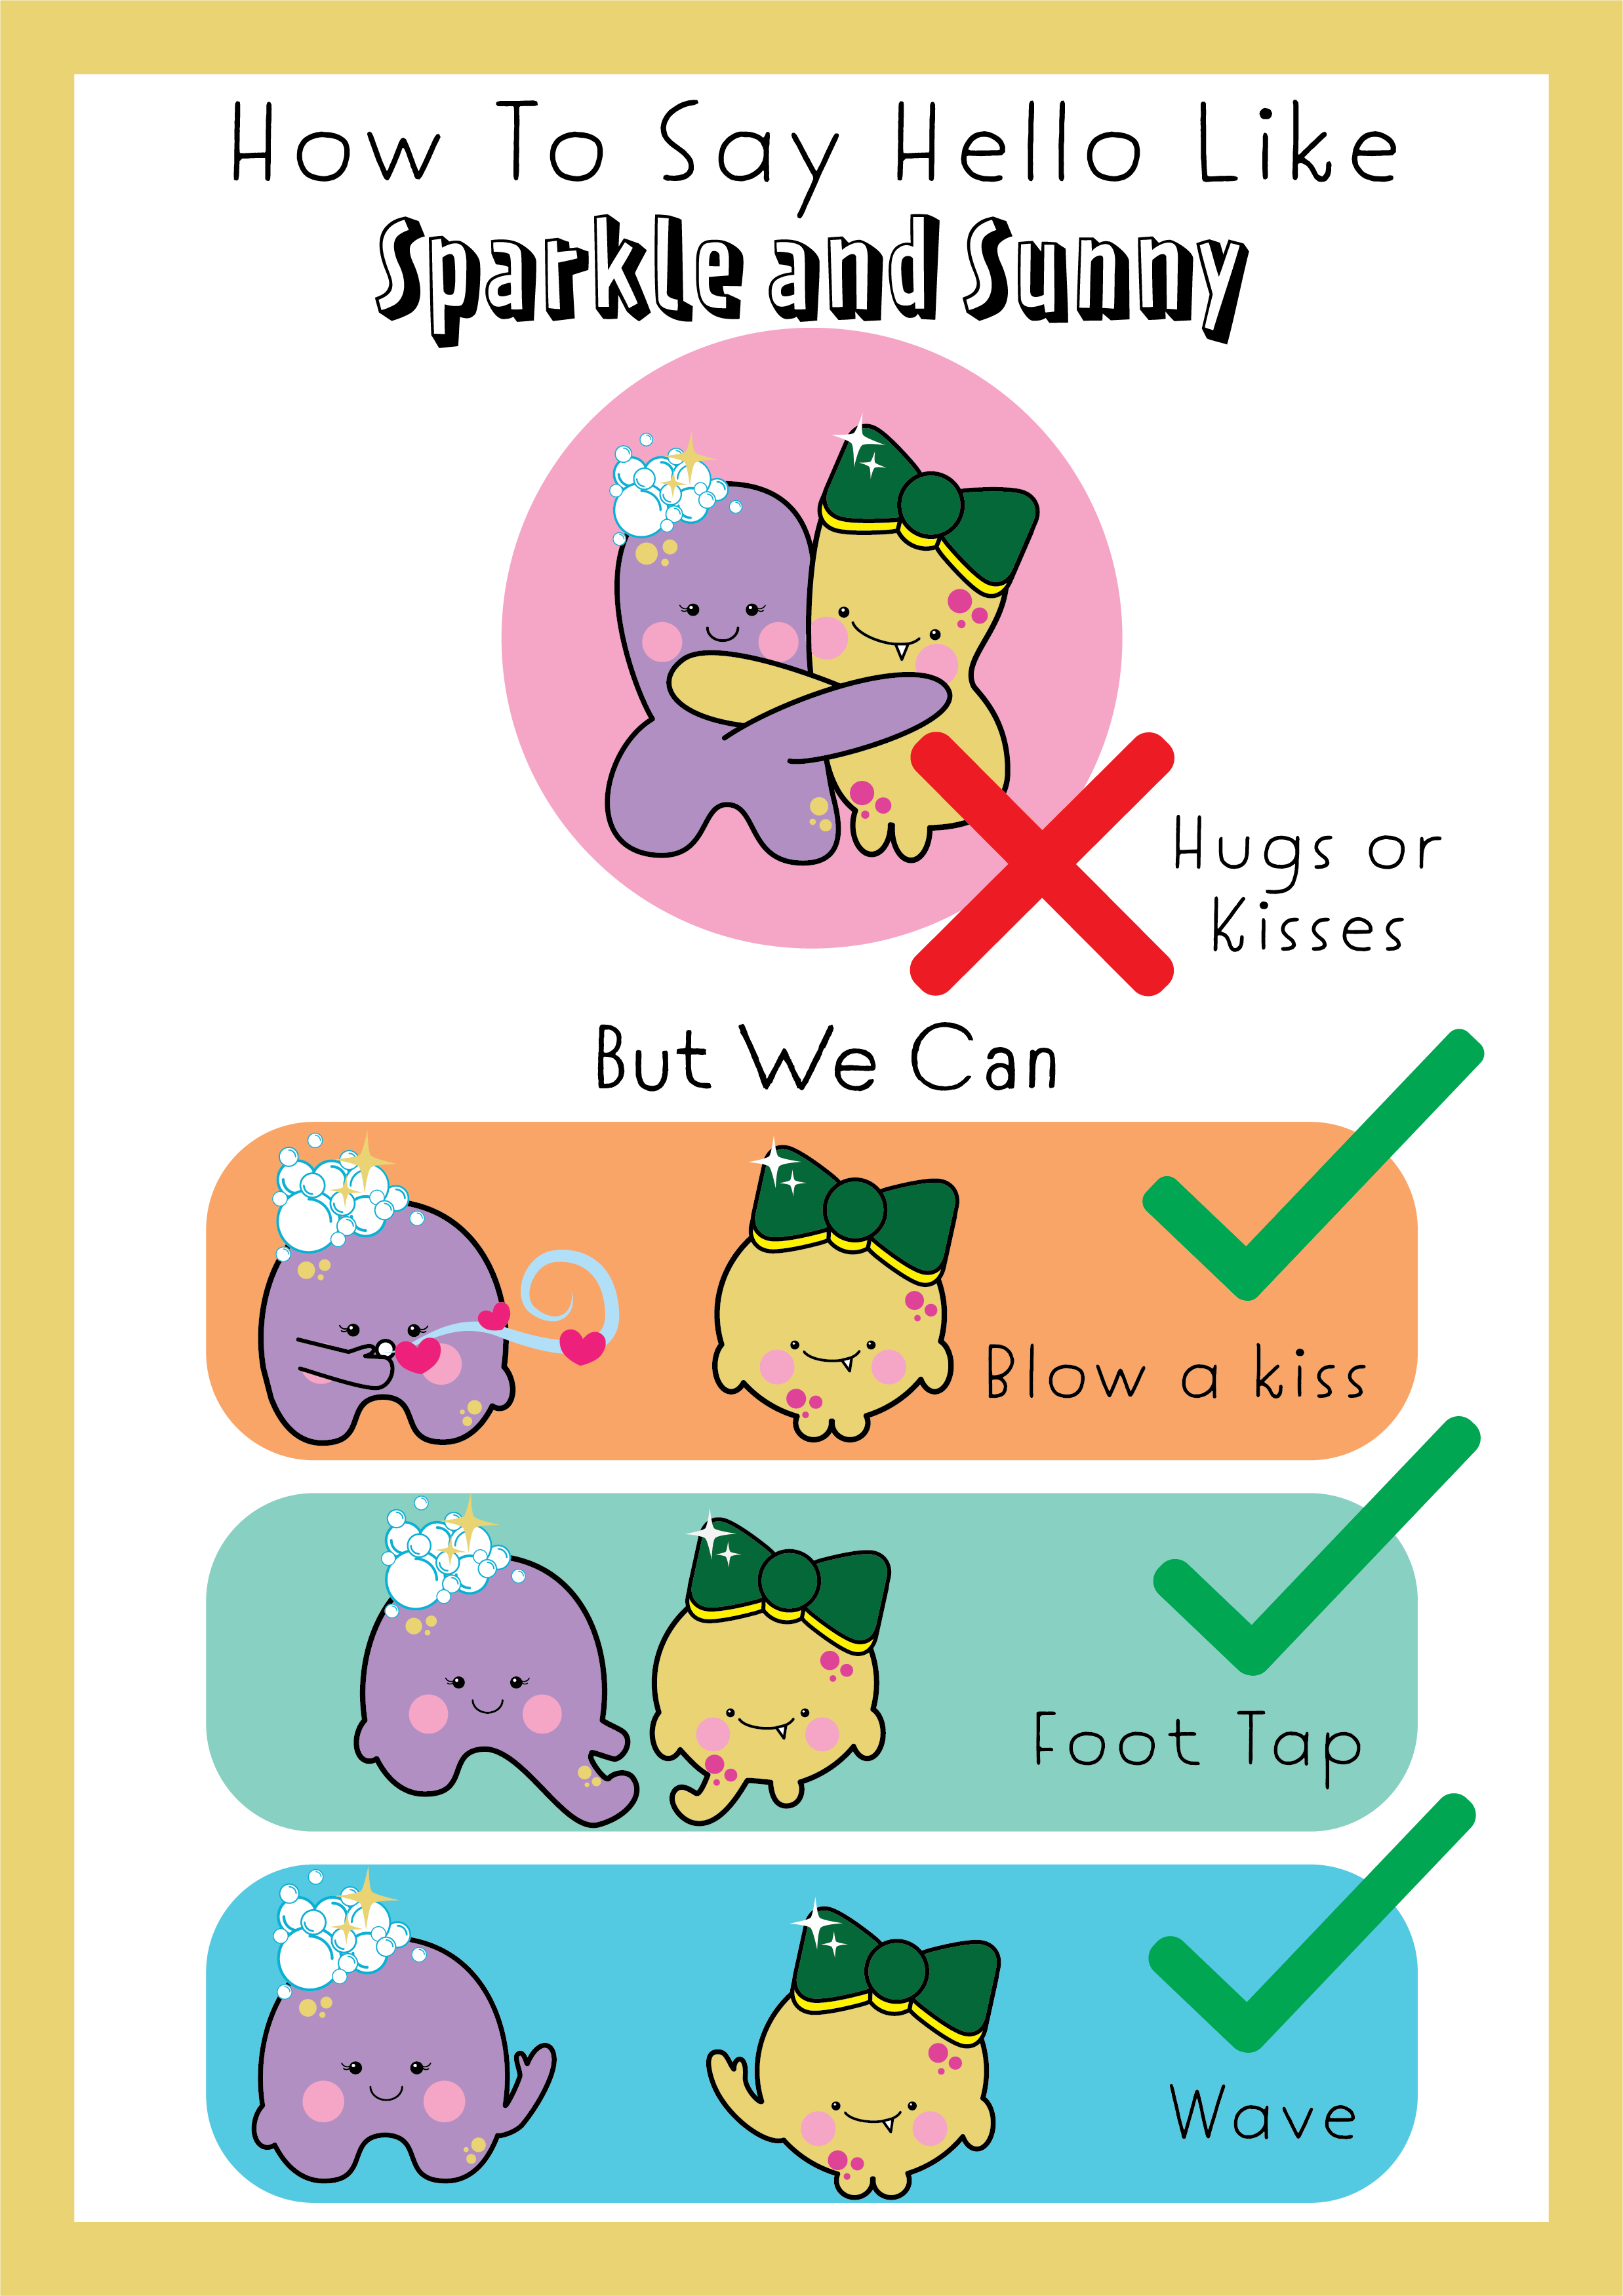 How To Say Hello Like
Sparkle and Sunny
Hugs or
Kisses
But We Can
Blow a kiss
Foot Tap
Wave